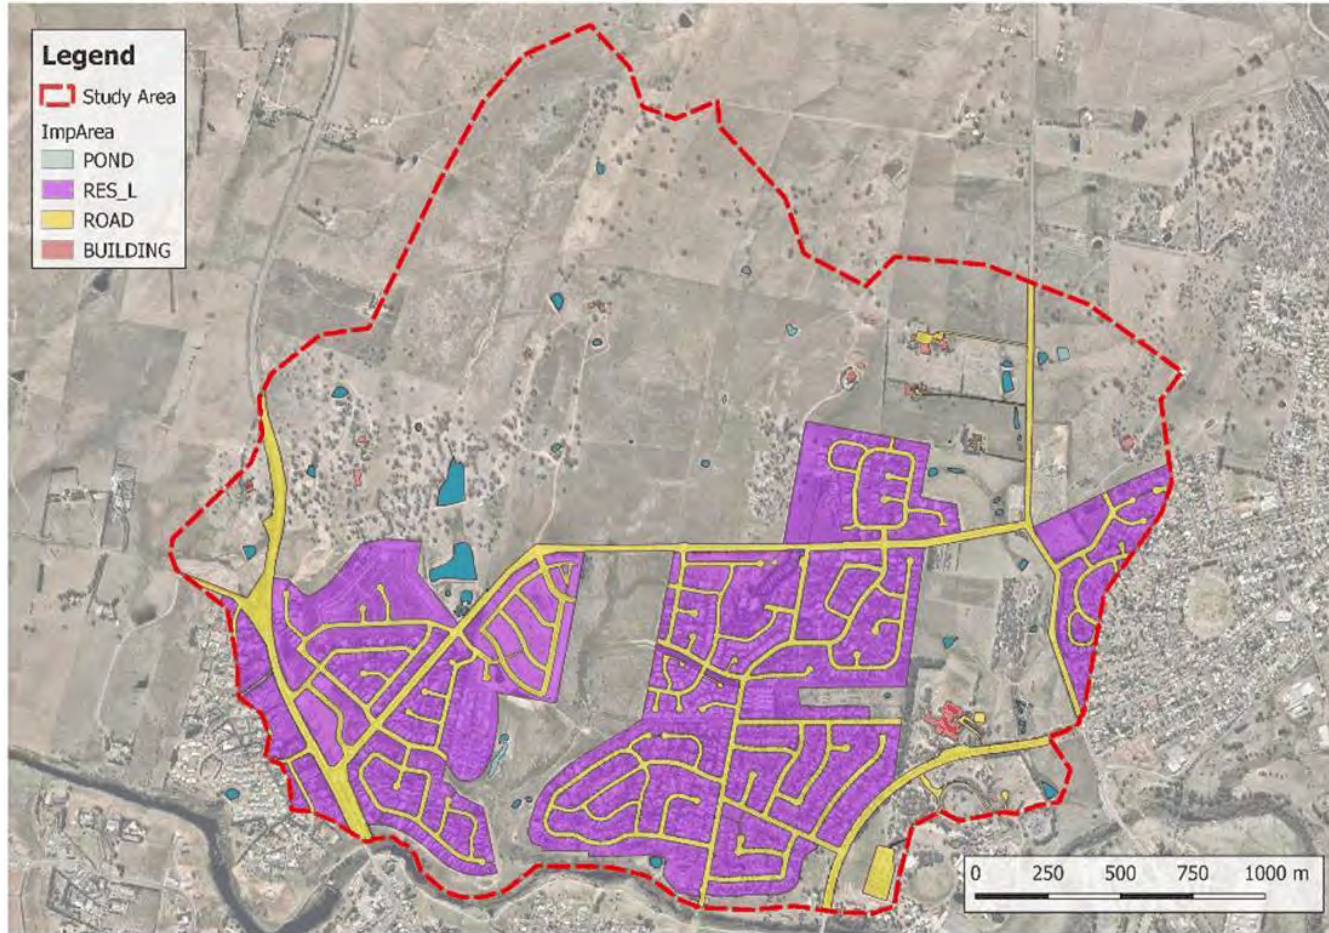 Legend
Study Area
ImpArea
POND
RES_L
ROAD
BUILDING
0 250 500 750 1000 m